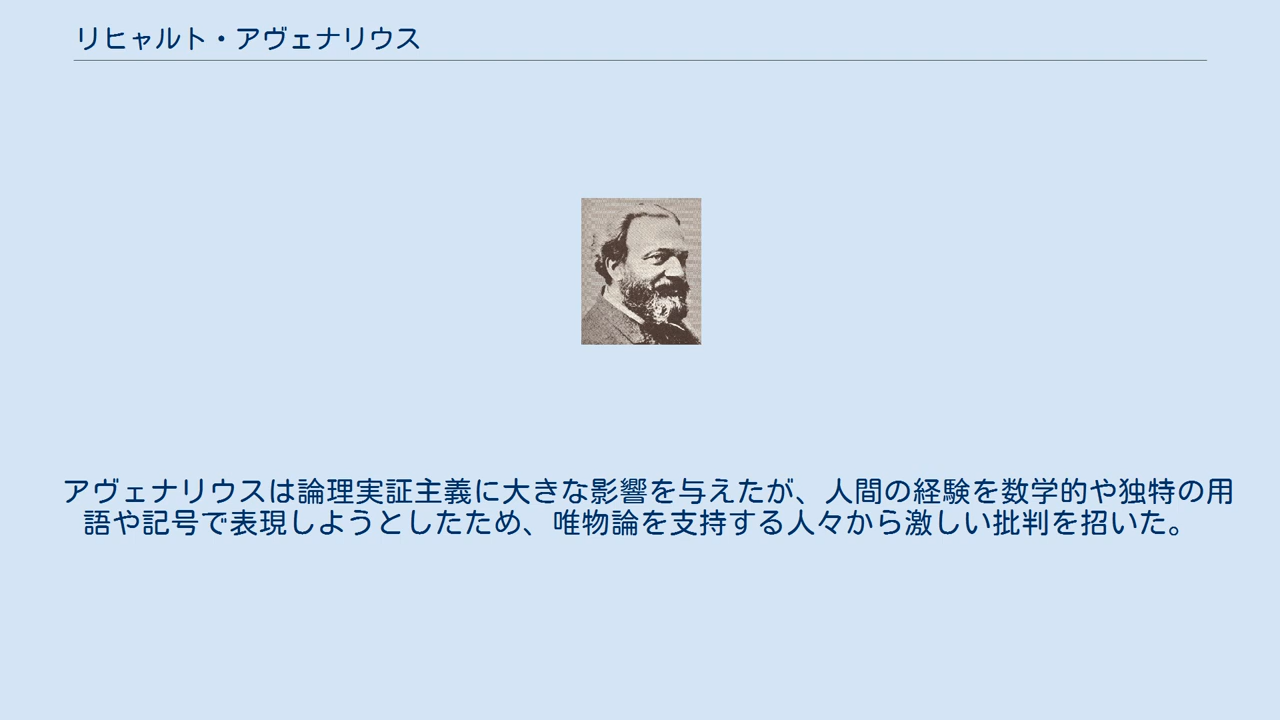 リヒャルト・アヴェナリウス
アヴェナリウスは論理実証主義に大きな影響を与えたが、人間の経験を数学的や独特の用
語や記号で表現しようとしたため、唯物論を支持する人々から激しい批判を招いた。